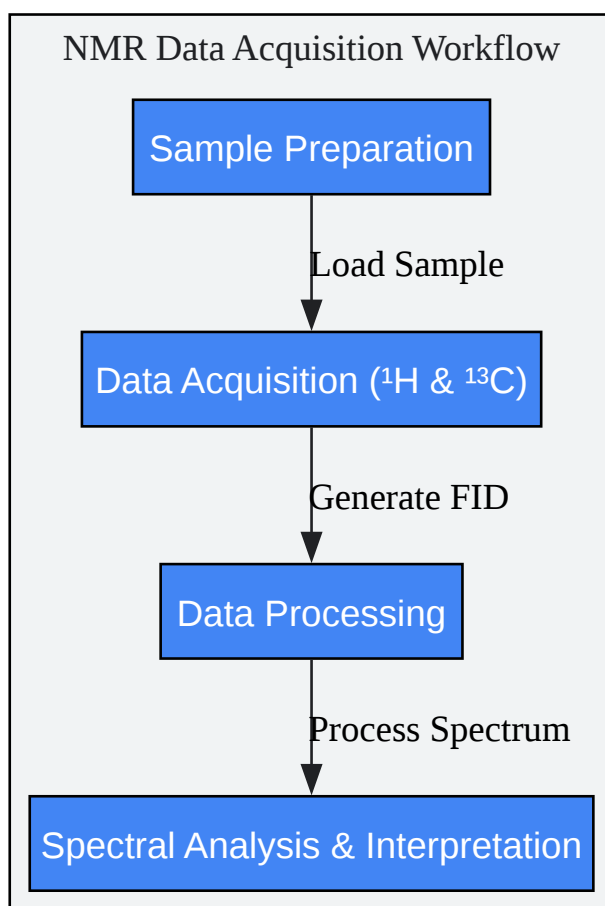 NMR Data Acquisition Workflow
Sample Preparation
Load Sample
Data Acquisition (¹H & ¹³C)
Generate FID
Data Processing
Process Spectrum
Spectral Analysis & Interpretation